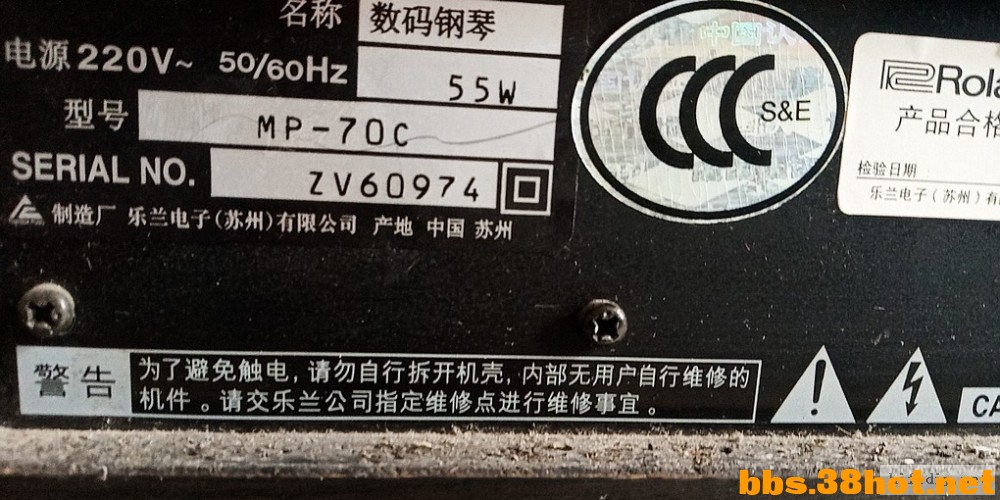 名称 数码钢琴
电源 220V~ 50/60Hz 55W
型号 MP-70C
SERIAL NO. ZV60974
制造厂 乐兰电子(苏州)有限公司 产地 中国 苏州
CCC S&E
Rola
产品合格
检验日期
乐兰电子(苏州)有
警告
为了避免触电,请勿自行拆开机壳,内部无用户自行维修的
机件。请交乐兰公司指定维修点进行维修事宜。
CA
bbs.38hot.net